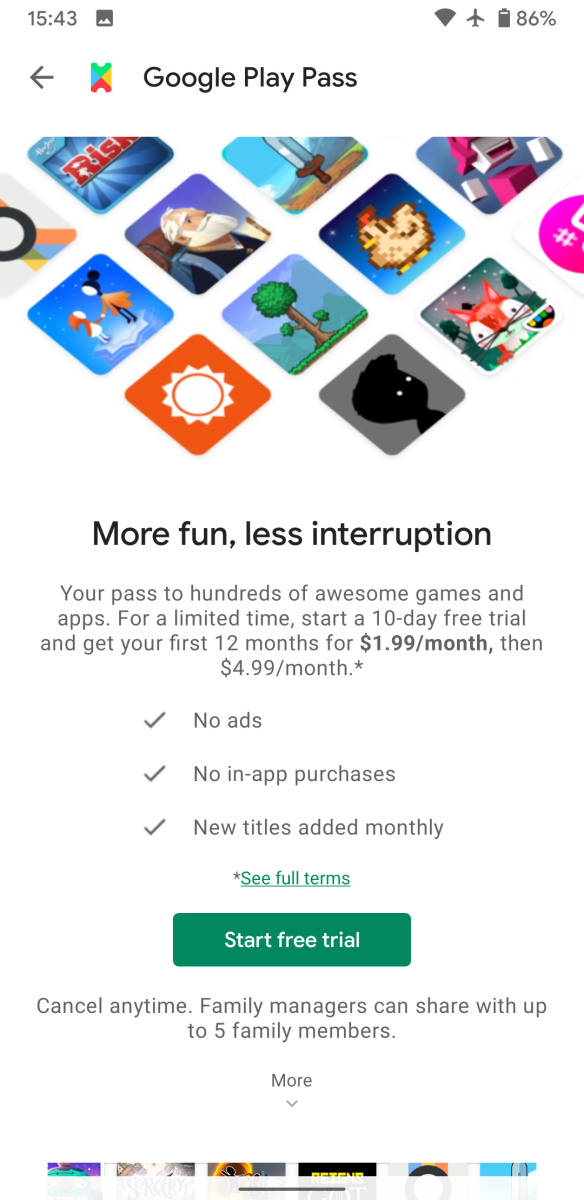 15:43 86%
Google Play Pass
Hasbro
RISK
#
More fun, less interruption
Your pass to hundreds of awesome games and
apps. For a limited time, start a 10-day free trial
and get your first 12 months for $1.99/month, then
$4.99/month.*
No ads
No in-app purchases
New titles added monthly
*See full terms
Start free trial
Cancel anytime. Family managers can share with up
to 5 family members.
More
SORCERY
REIGNS